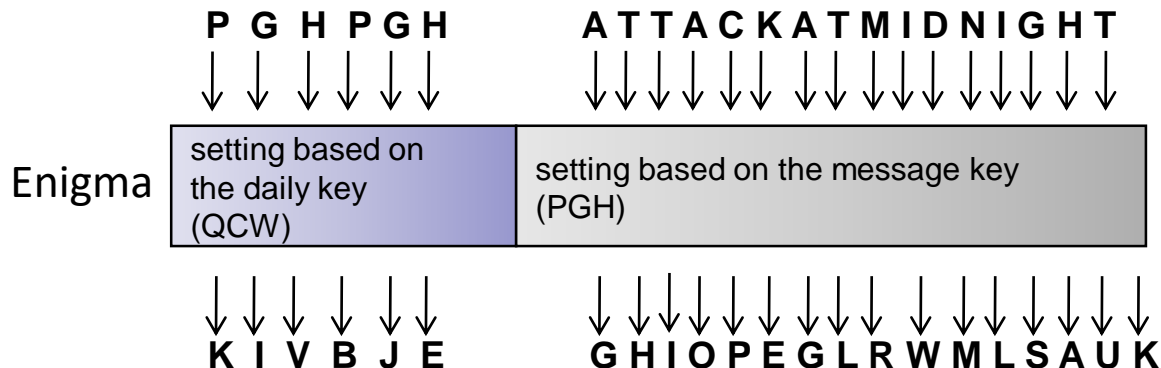 P G H P G H A T T A C K A T M I D N I G H T
Enigma
setting based on
the daily key
(QCW)
setting based on the message key
(PGH)
K I V B J E G H I O P E G L R W M L S A U K